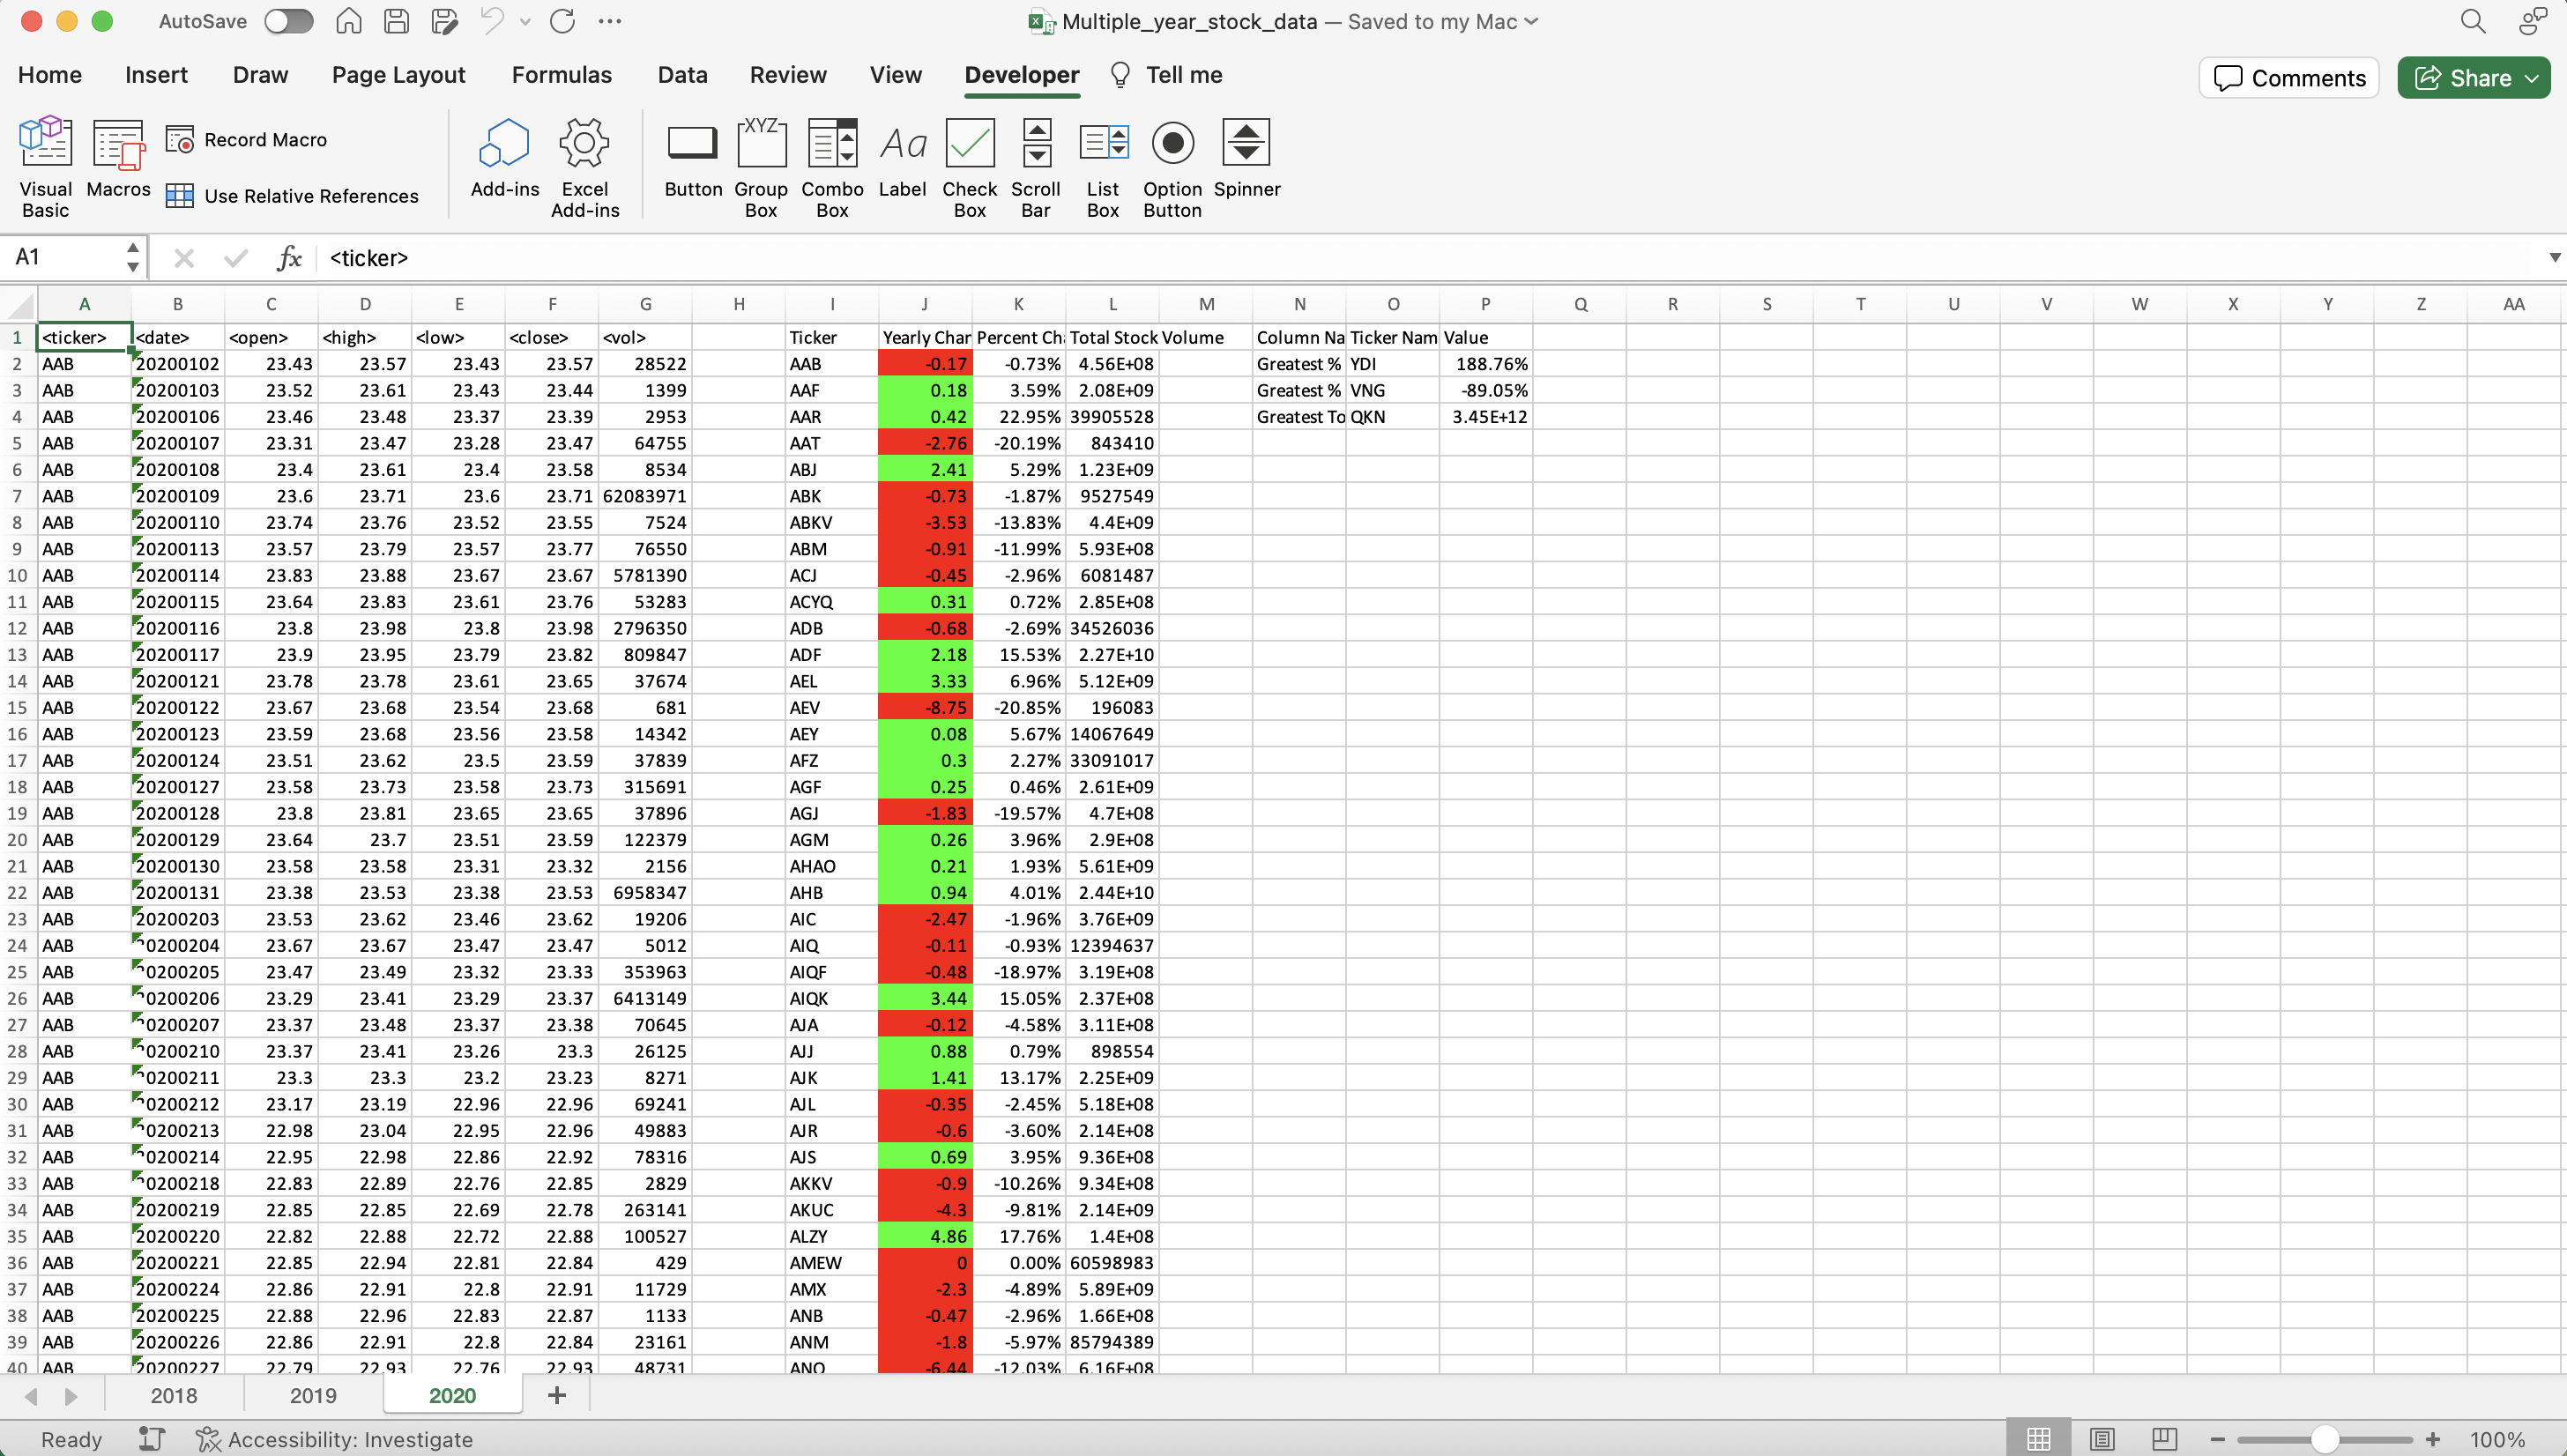 AutoSave Multiple_year_stock_data — Saved to my Mac
Home Insert Draw Page Layout Formulas Data Review View Developer Tell me Comments Share
Visual Basic Macros Record Macro Use Relative References Add-ins Excel Add-ins Button Group Box XYZ Combo Box Aa Label Check Box Scroll Bar List Box Option Button Spinner
A1 fx <ticker>
A B C D E F G H I J K L M N O P Q R S T U V W X Y Z AA
1 <ticker> <date> <open> <high> <low> <close> <vol> Ticker Yearly Char Percent Ch Total Stock Volume Column Na Ticker Nam Value
2 AAB 20200102 23.43 23.57 23.43 23.57 28522 AAB -0.17 -0.73% 4.56E+08 Greatest % YDI 188.76%
3 AAB 20200103 23.52 23.61 23.43 23.44 1399 AAF 0.18 3.59% 2.08E+09 Greatest % VNG -89.05%
4 AAB 20200106 23.46 23.48 23.37 23.39 2953 AAR 0.42 22.95% 39905528 Greatest To QKN 3.45E+12
5 AAB 20200107 23.31 23.47 23.28 23.47 64755 AAT -2.76 -20.19% 843410
6 AAB 20200108 23.4 23.61 23.4 23.58 8534 ABJ 2.41 5.29% 1.23E+09
7 AAB 20200109 23.6 23.71 23.6 23.71 62083971 ABK -0.73 -1.87% 9527549
8 AAB 20200110 23.74 23.76 23.52 23.55 7524 ABKV -3.53 -13.83% 4.4E+09
9 AAB 20200113 23.57 23.79 23.57 23.77 76550 ABM -0.91 -11.99% 5.93E+08
10 AAB 20200114 23.83 23.88 23.67 23.67 5781390 ACJ -0.45 -2.96% 6081487
11 AAB 20200115 23.64 23.83 23.61 23.76 53283 ACYQ 0.31 0.72% 2.85E+08
12 AAB 20200116 23.8 23.98 23.8 23.98 2796350 ADB -0.68 -2.69% 34526036
13 AAB 20200117 23.9 23.95 23.79 23.82 809847 ADF 2.18 15.53% 2.27E+10
14 AAB 20200121 23.78 23.78 23.61 23.65 37674 AEL 3.33 6.96% 5.12E+09
15 AAB 20200122 23.67 23.68 23.54 23.68 681 AEV -8.75 -20.85% 196083
16 AAB 20200123 23.59 23.68 23.56 23.58 14342 AEY 0.08 5.67% 14067649
17 AAB 20200124 23.51 23.62 23.5 23.59 37839 AFZ 0.3 2.27% 33091017
18 AAB 20200127 23.58 23.73 23.58 23.73 315691 AGF 0.25 0.46% 2.61E+09
19 AAB 20200128 23.8 23.81 23.65 23.65 37896 AGJ -1.83 -19.57% 4.7E+08
20 AAB 20200129 23.64 23.7 23.51 23.59 122379 AGM 0.26 3.96% 2.9E+08
21 AAB 20200130 23.58 23.58 23.31 23.32 2156 AHAO 0.21 1.93% 5.61E+09
22 AAB 20200131 23.38 23.53 23.38 23.53 6958347 AHB 0.94 4.01% 2.44E+10
23 AAB 20200203 23.53 23.62 23.46 23.62 19206 AIC -2.47 -1.96% 3.76E+09
24 AAB 20200204 23.67 23.67 23.47 23.47 5012 AIQ -0.11 -0.93% 12394637
25 AAB 20200205 23.47 23.49 23.32 23.33 353963 AIQF -0.48 -18.97% 3.19E+08
26 AAB 20200206 23.29 23.41 23.29 23.37 6413149 AIQK 3.44 15.05% 2.37E+08
27 AAB 20200207 23.37 23.48 23.37 23.38 70645 AJA -0.12 -4.58% 3.11E+08
28 AAB 20200210 23.37 23.41 23.26 23.3 26125 AJJ 0.88 0.79% 898554
29 AAB 20200211 23.3 23.3 23.2 23.23 8271 AJK 1.41 13.17% 2.25E+09
30 AAB 20200212 23.17 23.19 22.96 22.96 69241 AJL -0.35 -2.45% 5.18E+08
31 AAB 20200213 22.98 23.04 22.95 22.96 49883 AJR -0.6 -3.60% 2.14E+08
32 AAB 20200214 22.95 22.98 22.86 22.92 78316 AJS 0.69 3.95% 9.36E+08
33 AAB 20200218 22.83 22.89 22.76 22.85 2829 AKKV -0.9 -10.26% 9.34E+08
34 AAB 20200219 22.85 22.85 22.69 22.78 263141 AKUC -4.3 -9.81% 2.14E+09
35 AAB 20200220 22.82 22.88 22.72 22.88 100527 ALZY 4.86 17.76% 1.4E+08
36 AAB 20200221 22.85 22.94 22.81 22.84 429 AMEW 0 0.00% 60598983
37 AAB 20200224 22.86 22.91 22.8 22.91 11729 AMX -2.3 -4.89% 5.89E+09
38 AAB 20200225 22.88 22.96 22.83 22.87 1133 ANB -0.47 -2.96% 1.66E+08
39 AAB 20200226 22.86 22.91 22.8 22.84 23161 ANM -1.8 -5.97% 85794389
40 AAB 20200227 22.79 22.93 22.76 22.93 48731 ANO -6.44 -12.03% 6.16E+08
2018 2019 2020 +
Ready Accessibility: Investigate 100%